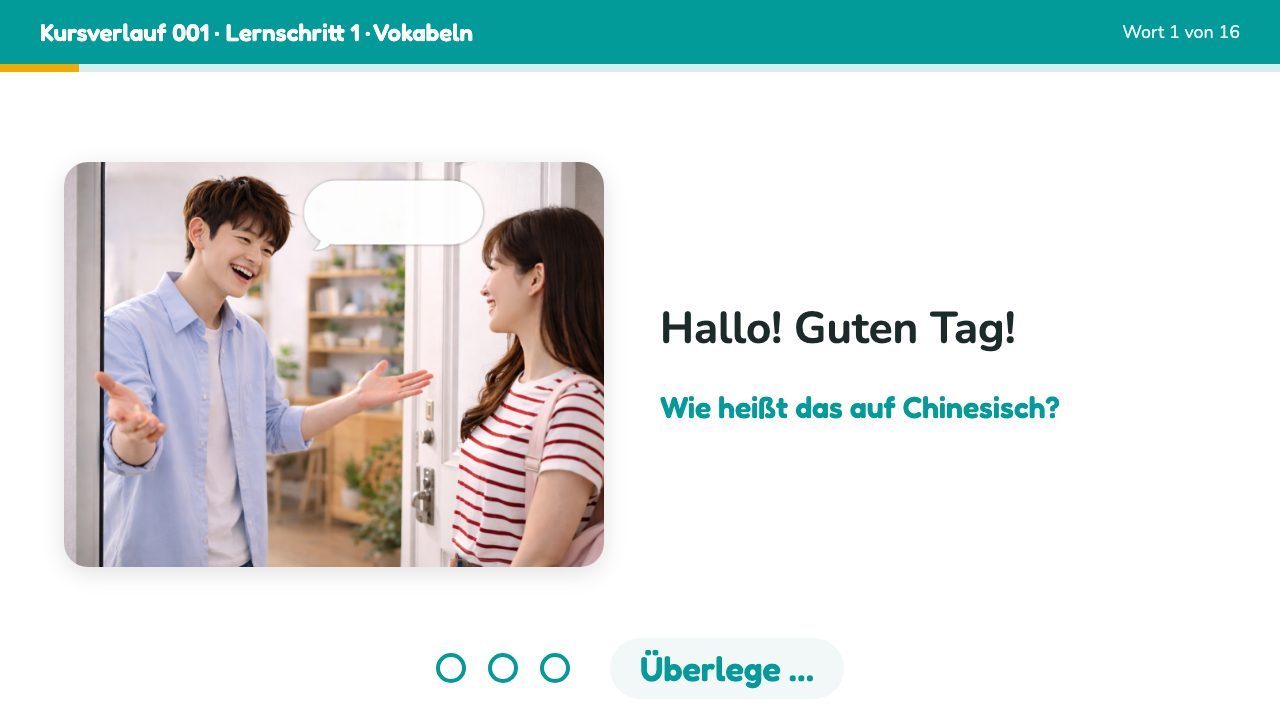 Kursverlauf 001 · Lernschritt 1 · Vokabeln
Wort 1 von 16
Hallo! Guten Tag!
Wie heißt das auf Chinesisch?
Überlege ...